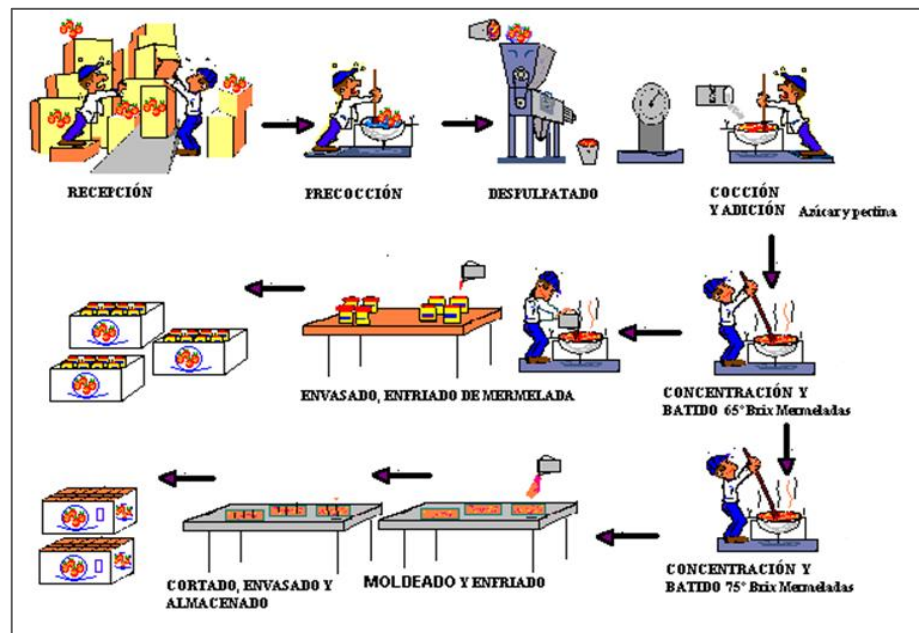 RECEPCIÓN
PRECOCCIÓN
DESPULPATADO
COCCIÓN
Y ADICIÓN Azúcar y pectina
ENVASADO, ENFRIADO DE MERMELADA
CONCENTRACIÓN Y
BATIDO 65° Brix Mermeladas
CORTADO, ENVASADO Y
ALMACENADO
MOLDEADO Y ENFRIADO
CONCENTRACIÓN Y
BATIDO 75° Brix Mermeladas